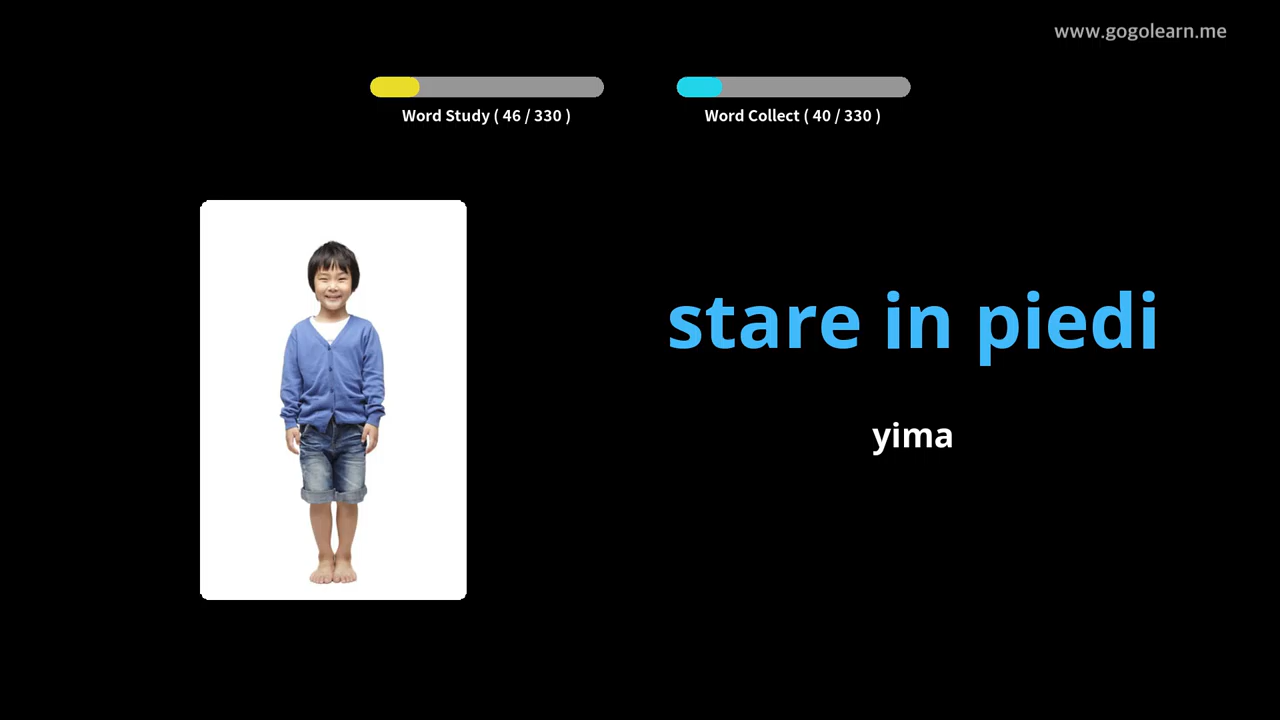 www.gogolearn.me
Word Study ( 46 / 330 )
Word Collect ( 40 / 330 )
stare in piedi
yima